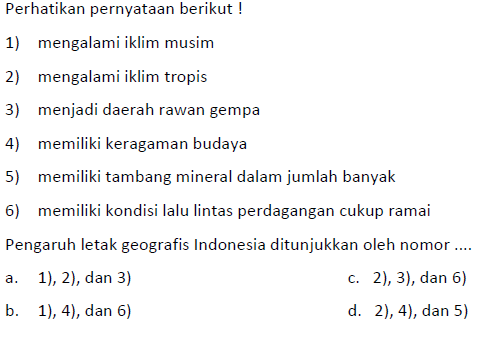 Perhatikan pernyataan berikut !
1) mengalami iklim musim
2) mengalami iklim tropis
3) menjadi daerah rawan gempa
4) memiliki keragaman budaya
5) memiliki tambang mineral dalam jumlah banyak
6) memiliki kondisi lalu lintas perdagangan cukup ramai
Pengaruh letak geografis Indonesia ditunjukkan oleh nomor ....
a. 1), 2), dan 3) c. 2), 3), dan 6)
b. 1), 4), dan 6) d. 2), 4), dan 5)